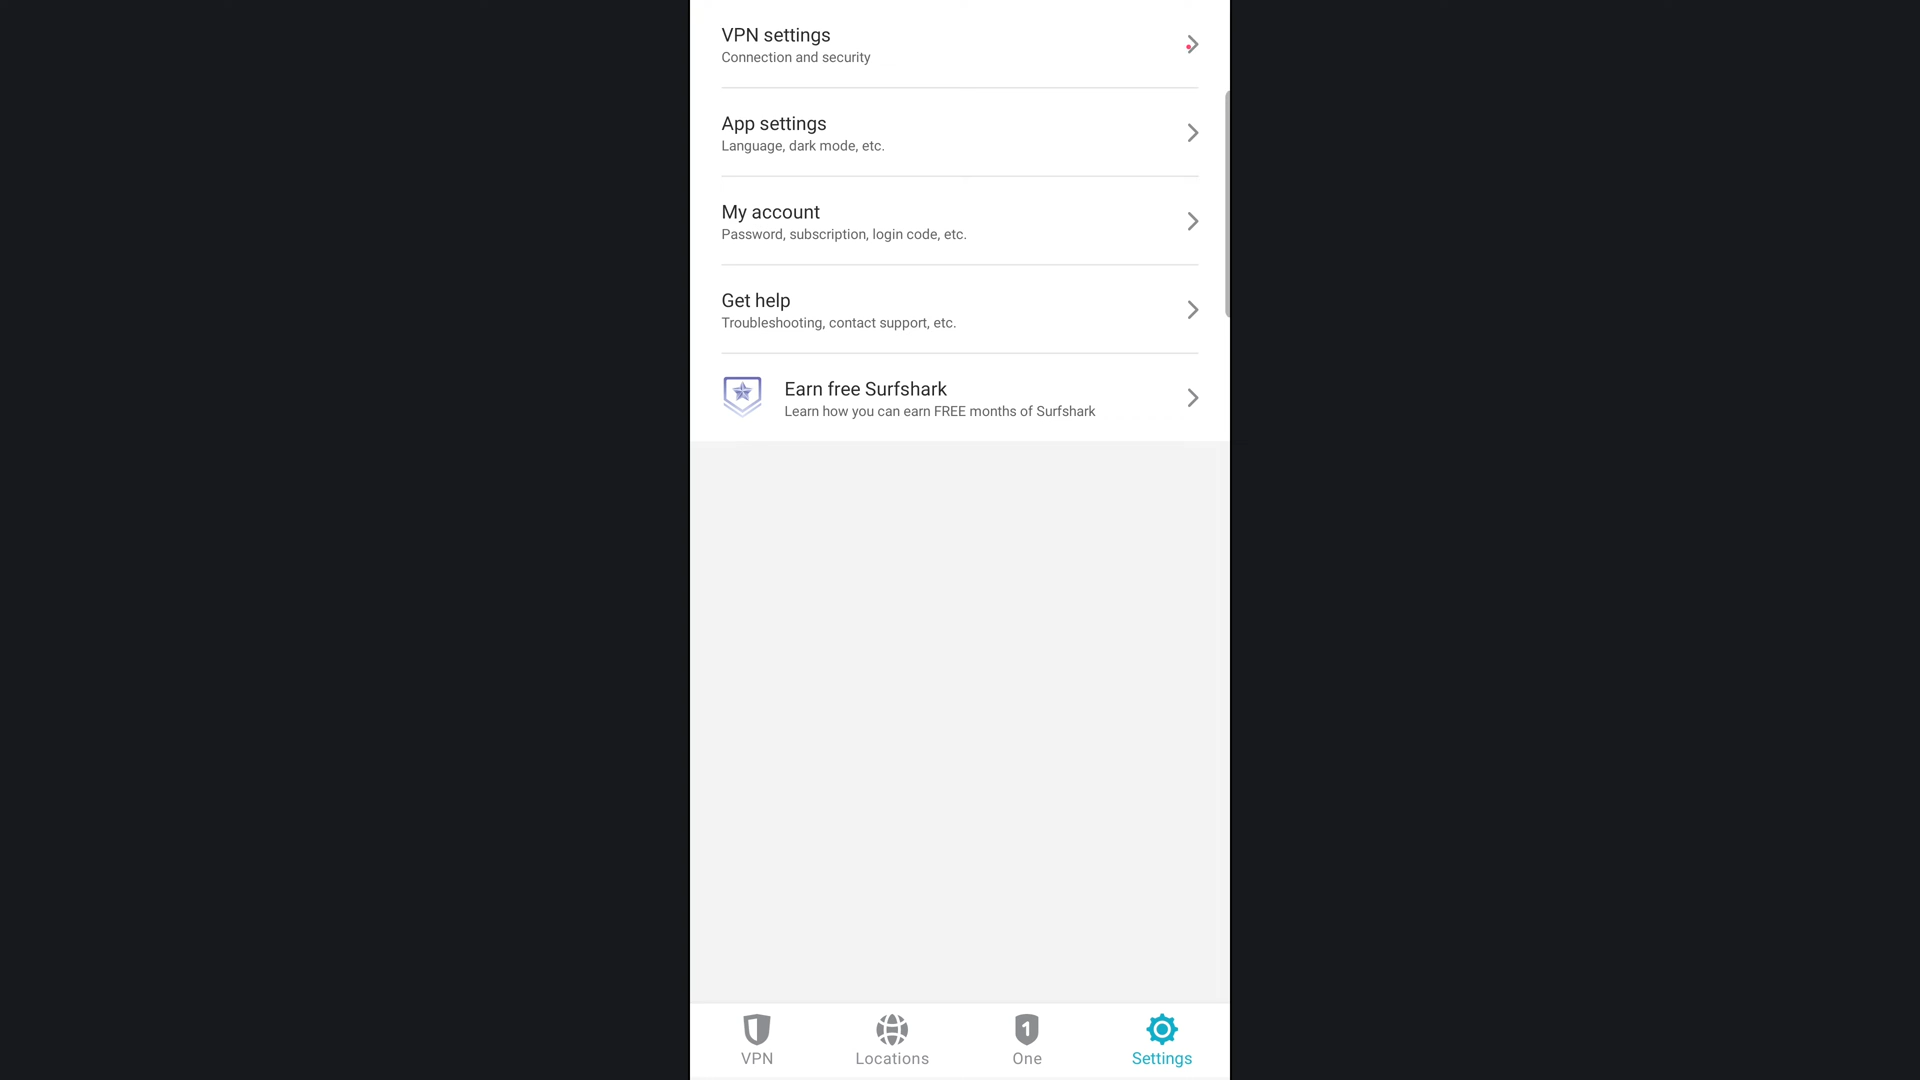 VPN settings
Connection and security
App settings
Language, dark mode, etc.
My account
Password, subscription, login code, etc.
Get help
Troubleshooting, contact support, etc.
Earn free Surfshark
Learn how you can earn FREE months of Surfshark
1
VPN
Locations
One
Settings